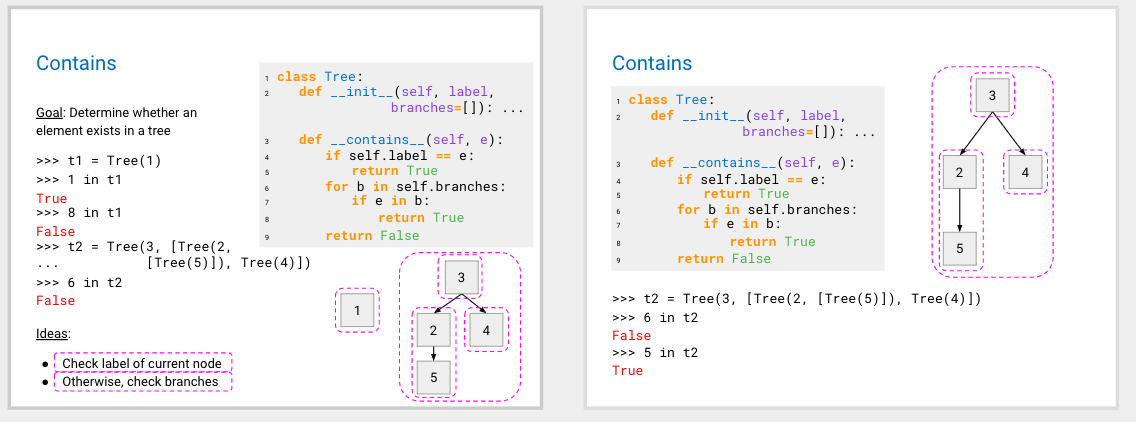 Contains
Goal: Determine whether an
element exists in a tree
>>> t1 = Tree(1)
>>> 1 in t1
True
>>> 8 in t1
False
>>> t2 = Tree(3, [Tree(2,
...           [Tree(5)]), Tree(4)])
>>> 6 in t2
False
Ideas:
● Check label of current node
● Otherwise, check branches
1 class Tree:
2 def __init__(self, label,
branches=[]): ...
3 def __contains__(self, e):
4 if self.label == e:
5 return True
6 for b in self.branches:
7 if e in b:
8 return True
9 return False
1
3
2 4
5
Contains
1 class Tree:
2 def __init__(self, label,
branches=[]): ...
3 def __contains__(self, e):
4 if self.label == e:
5 return True
6 for b in self.branches:
7 if e in b:
8 return True
9 return False
3
2 4
5
>>> t2 = Tree(3, [Tree(2, [Tree(5)]), Tree(4)])
>>> 6 in t2
False
>>> 5 in t2
True